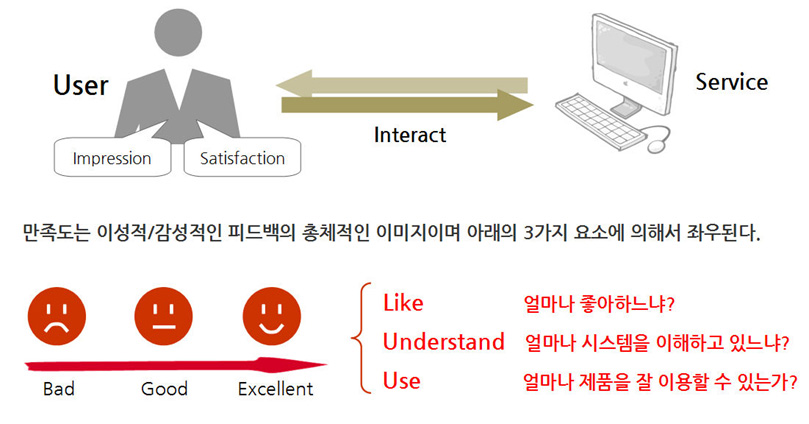 User
Service
Interact
Impression
Satisfaction
만족도는 이성적/감성적인 피드백의 총체적인 이미지이며 아래의 3가지 요소에 의해서 좌우된다.
Like 얼마나 좋아하느냐?
Understand 얼마나 시스템을 이해하고 있느냐?
Use 얼마나 제품을 잘 이용할 수 있는가?
Bad Good Excellent